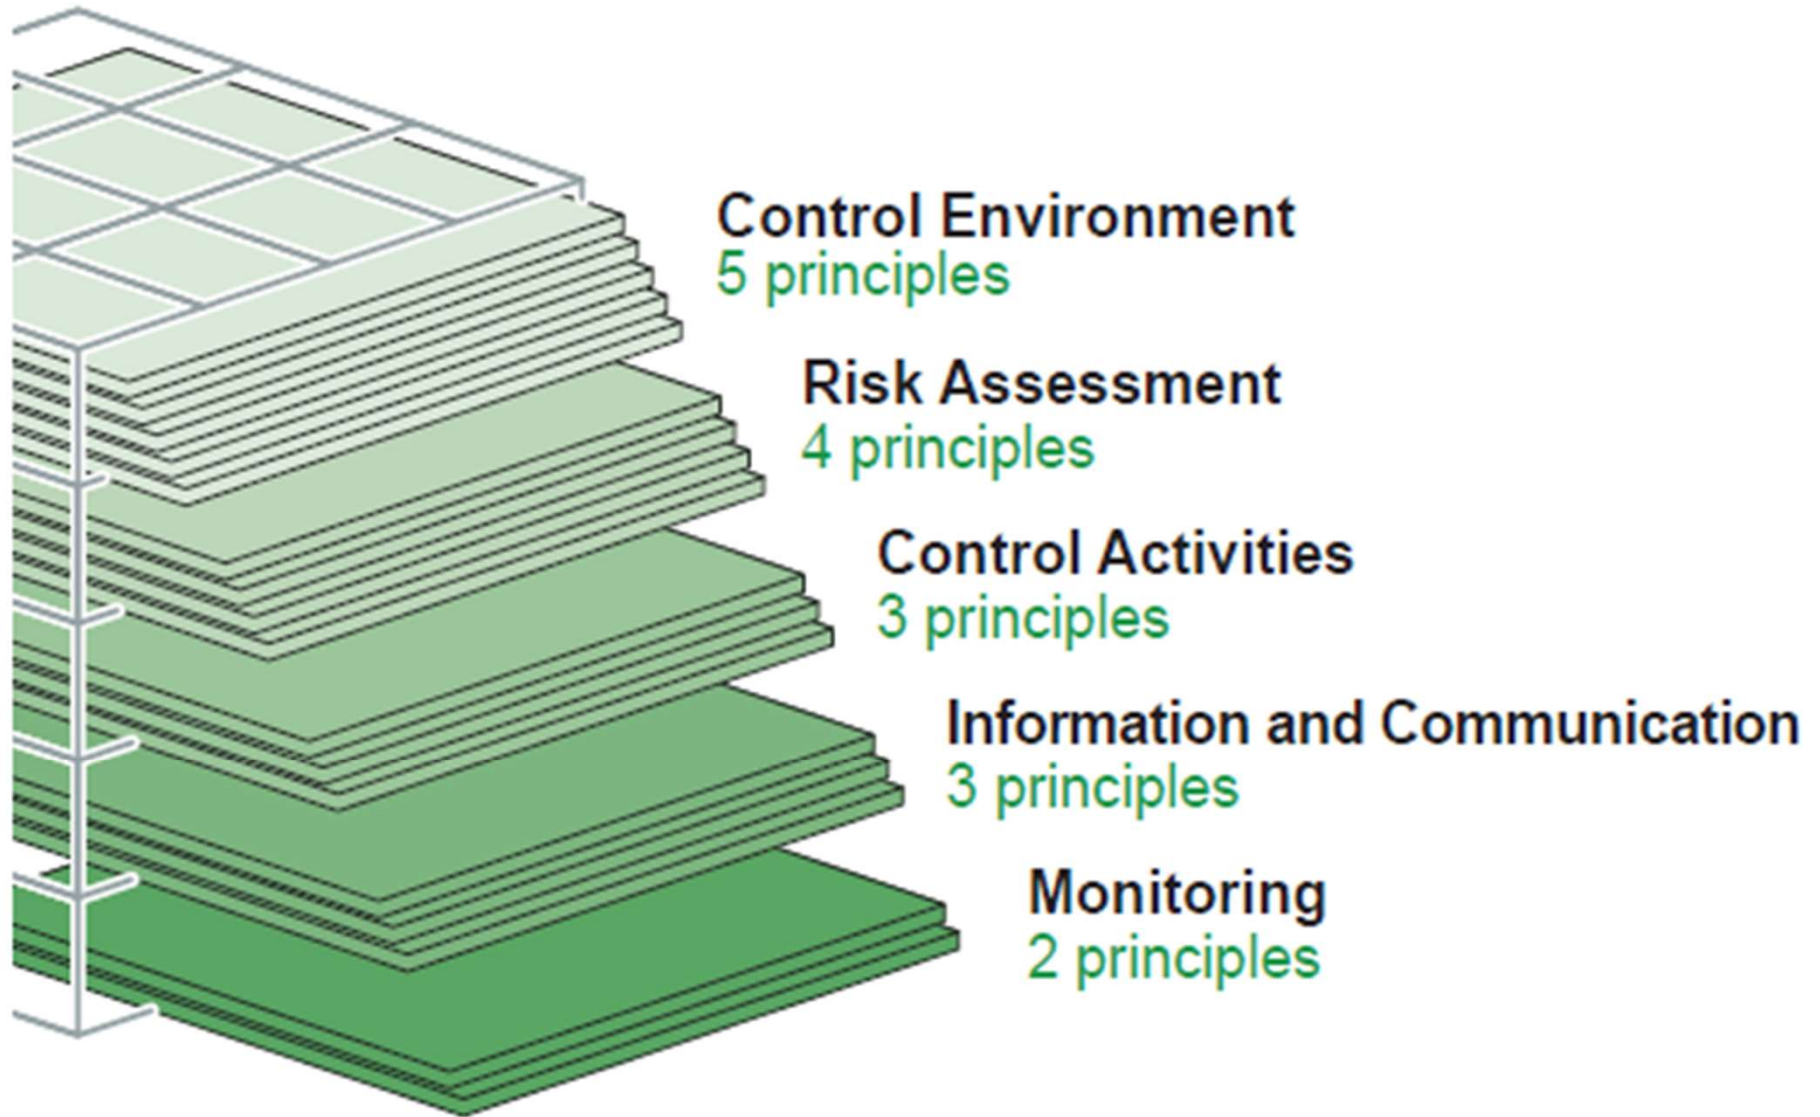 Control Environment
5 principles
Risk Assessment
4 principles
Control Activities
3 principles
Information and Communication
3 principles
Monitoring
2 principles